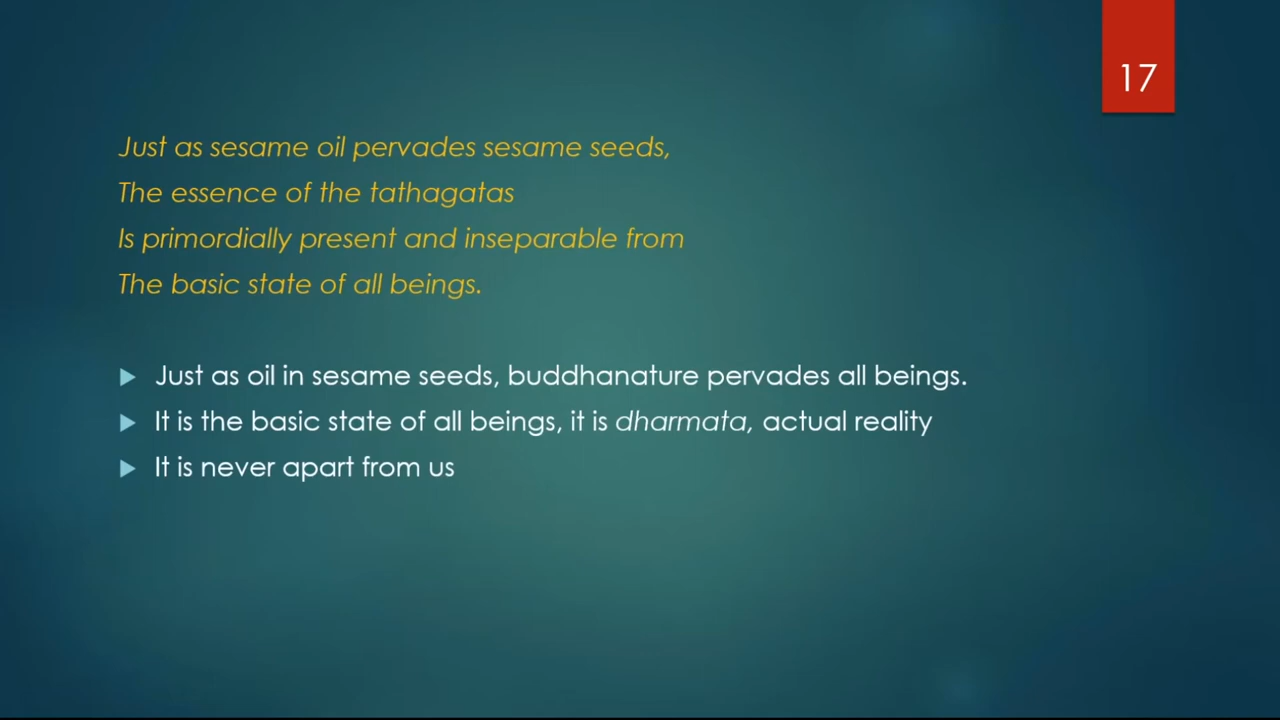 17
Just as sesame oil pervades sesame seeds,
The essence of the tathagatas
Is primordially present and inseparable from
The basic state of all beings.
Just as oil in sesame seeds, buddhanature pervades all beings.
It is the basic state of all beings, it is dharmata, actual reality
It is never apart from us